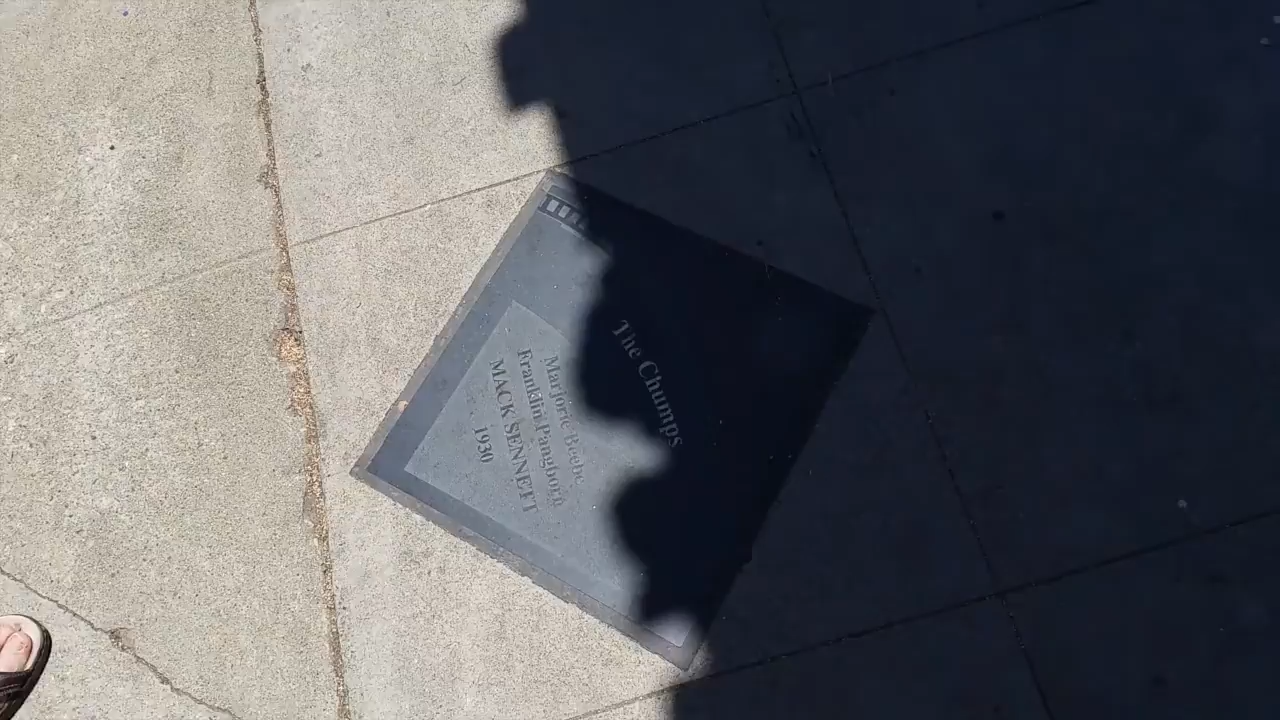 The Chumps
Marjorie Beebe
Franklin Pangborn
MACK SENNETT
1930